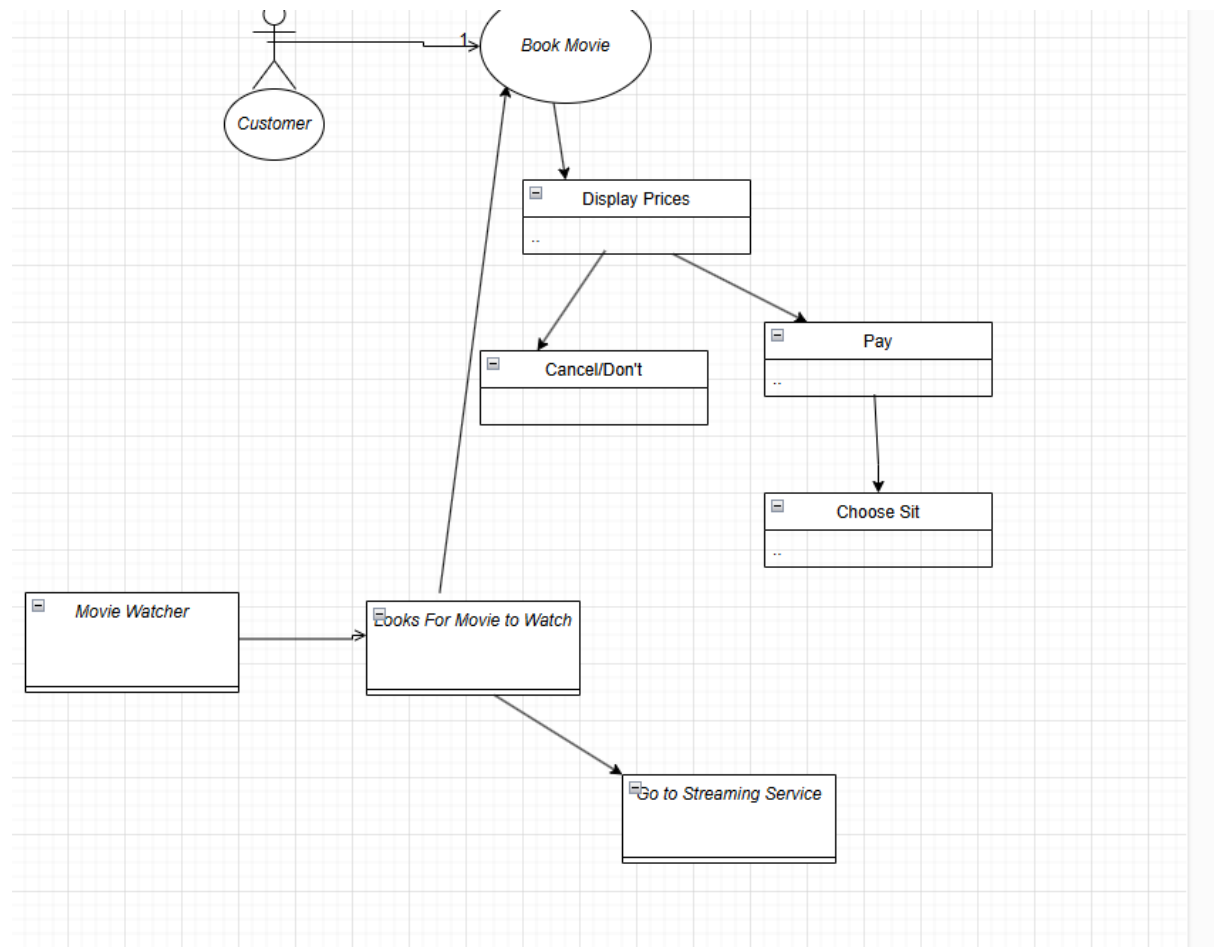 1
Book Movie
Customer
Display Prices
..
Cancel/Don't
Pay
..
Choose Sit
..
Movie Watcher
Looks For Movie to Watch
Go to Streaming Service